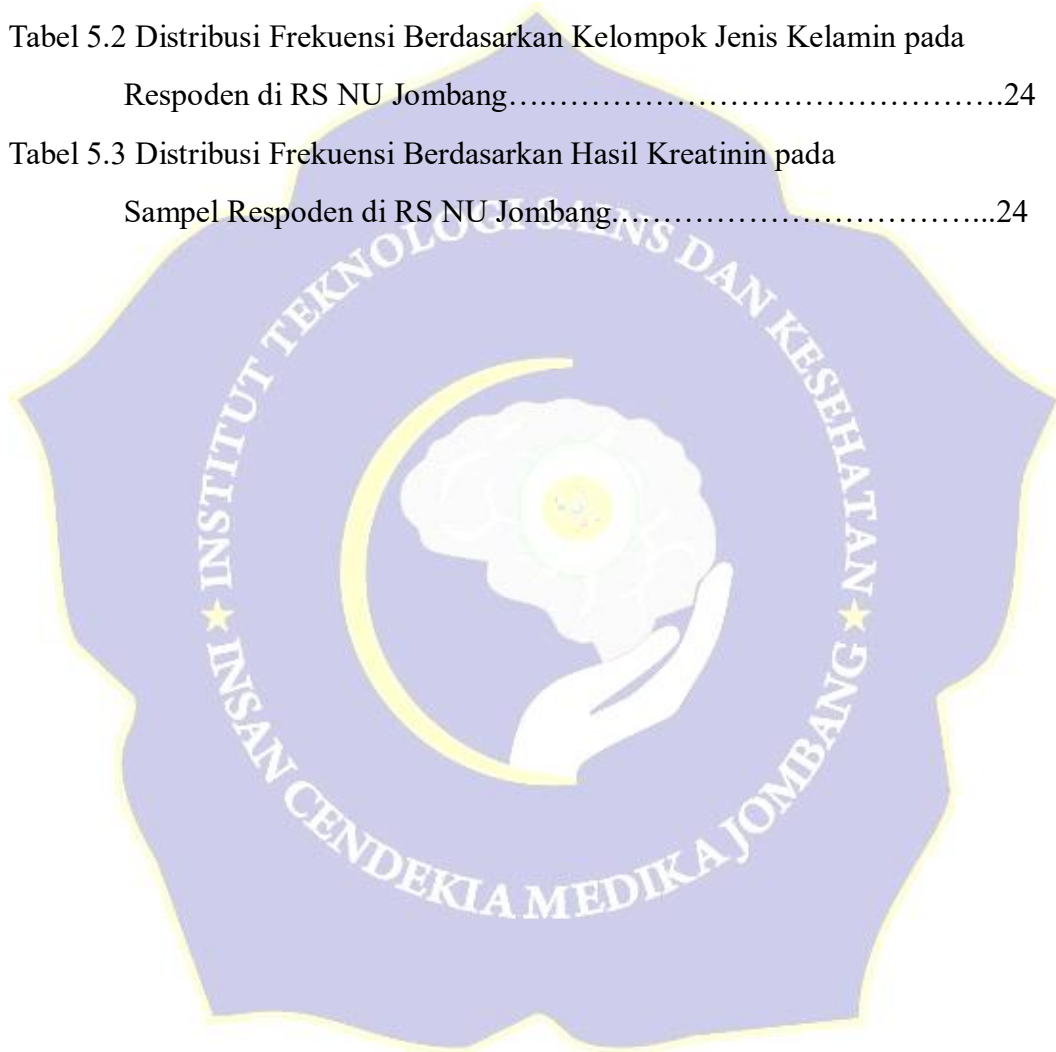 Tabel 5.2 Distribusi Frekuensi Berdasarkan Kelompok Jenis Kelamin pada
Respoden di RS NU Jombang….…………….………………………….24
Tabel 5.3 Distribusi Frekuensi Berdasarkan Hasil Kreatinin pada
Sampel Respoden di RS NU Jombang.……………………………...24
INSTITUT TEKNOLOGI SAINS DAN KESEHATAN
INSAN CENDEKIA MEDIKA JOMBANG